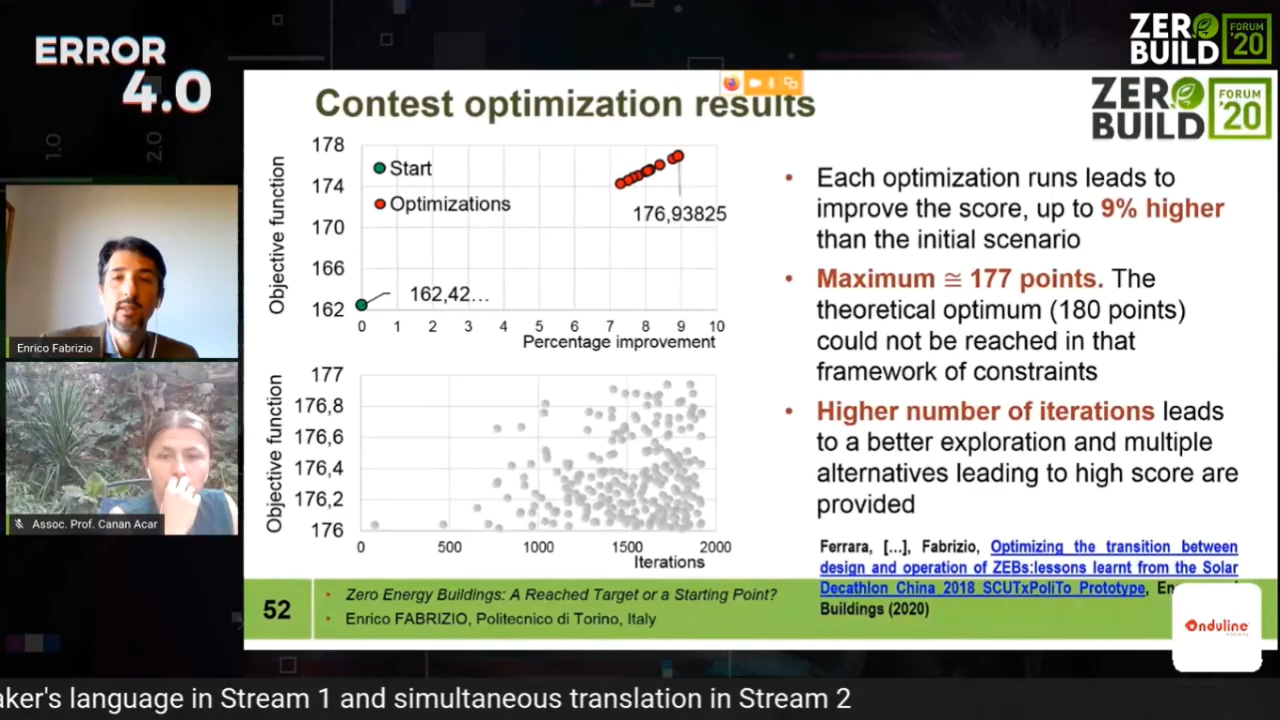 ERROR
4.0
1.0
2.0
ZERO
BUILD
FORUM
'20
ZERO
BUILD
FORUM
'20
Contest optimization results
Objective function
178
174
170
166
162
Start
Optimizations
176,93825
162,42...
0 1 2 3 4 5 6 7 8 9 10
Percentage improvement
Objective function
177
176,8
176,6
176,4
176,2
176
0 500 1000 1500 2000
Iterations
• Each optimization runs leads to
improve the score, up to 9% higher
than the initial scenario
• Maximum ≅ 177 points. The
theoretical optimum (180 points)
could not be reached in that
framework of constraints
• Higher number of iterations leads
to a better exploration and multiple
alternatives leading to high score are
provided
Ferrara, [...], Fabrizio, Optimizing the transition between
design and operation of ZEBs:lessons learnt from the Solar
Decathlon China 2018 SCUTxPoliTo Prototype, En
Buildings (2020)
Enrico Fabrizio
Assoc. Prof. Canan Acar
52
• Zero Energy Buildings: A Reached Target or a Starting Point?
• Enrico FABRIZIO, Politecnico di Torino, Italy
Onduline
aker's language in Stream 1 and simultaneous translation in Stream 2